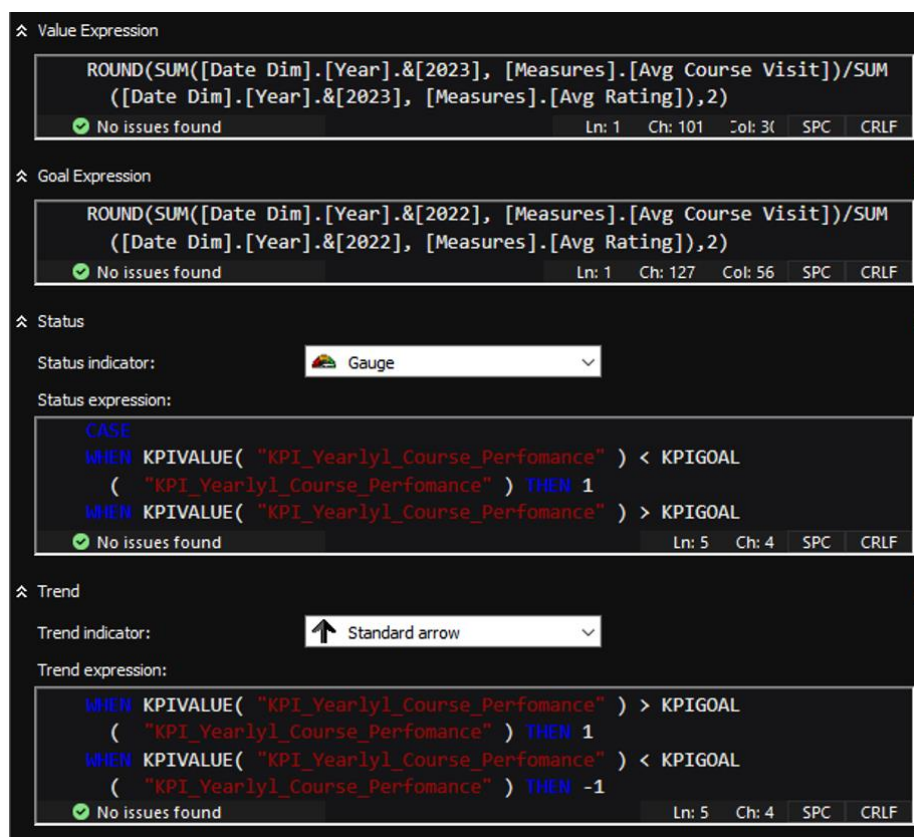 Value Expression
ROUND(SUM([Date Dim].[Year].&[2023], [Measures].[Avg Course Visit])/SUM
([Date Dim].[Year].&[2023], [Measures].[Avg Rating]),2)
No issues found Ln: 1 Ch: 101 SPC CRLF
Goal Expression
ROUND(SUM([Date Dim].[Year].&[2022], [Measures].[Avg Course Visit])/SUM
([Date Dim].[Year].&[2022], [Measures].[Avg Rating]),2)
No issues found Ln: 1 Ch: 127 Col: 56 SPC CRLF
Status
Status indicator: Gauge
Status expression:
CASE
WHEN KPIVALUE( "KPI_Yearlyl_Course_Perfomance" ) < KPIGOAL
( "KPI_Yearlyl_Course_Perfomance" ) THEN 1
WHEN KPIVALUE( "KPI_Yearlyl_Course_Perfomance" ) > KPIGOAL
No issues found Ln: 5 Ch: 4 SPC CRLF
Trend
Trend indicator: Standard arrow
Trend expression:
WHEN KPIVALUE( "KPI_Yearlyl_Course_Perfomance" ) > KPIGOAL
( "KPI_Yearlyl_Course_Perfomance" ) THEN 1
WHEN KPIVALUE( "KPI_Yearlyl_Course_Perfomance" ) < KPIGOAL
( "KPI_Yearlyl_Course_Perfomance" ) THEN -1
No issues found Ln: 5 Ch: 4 SPC CRLF